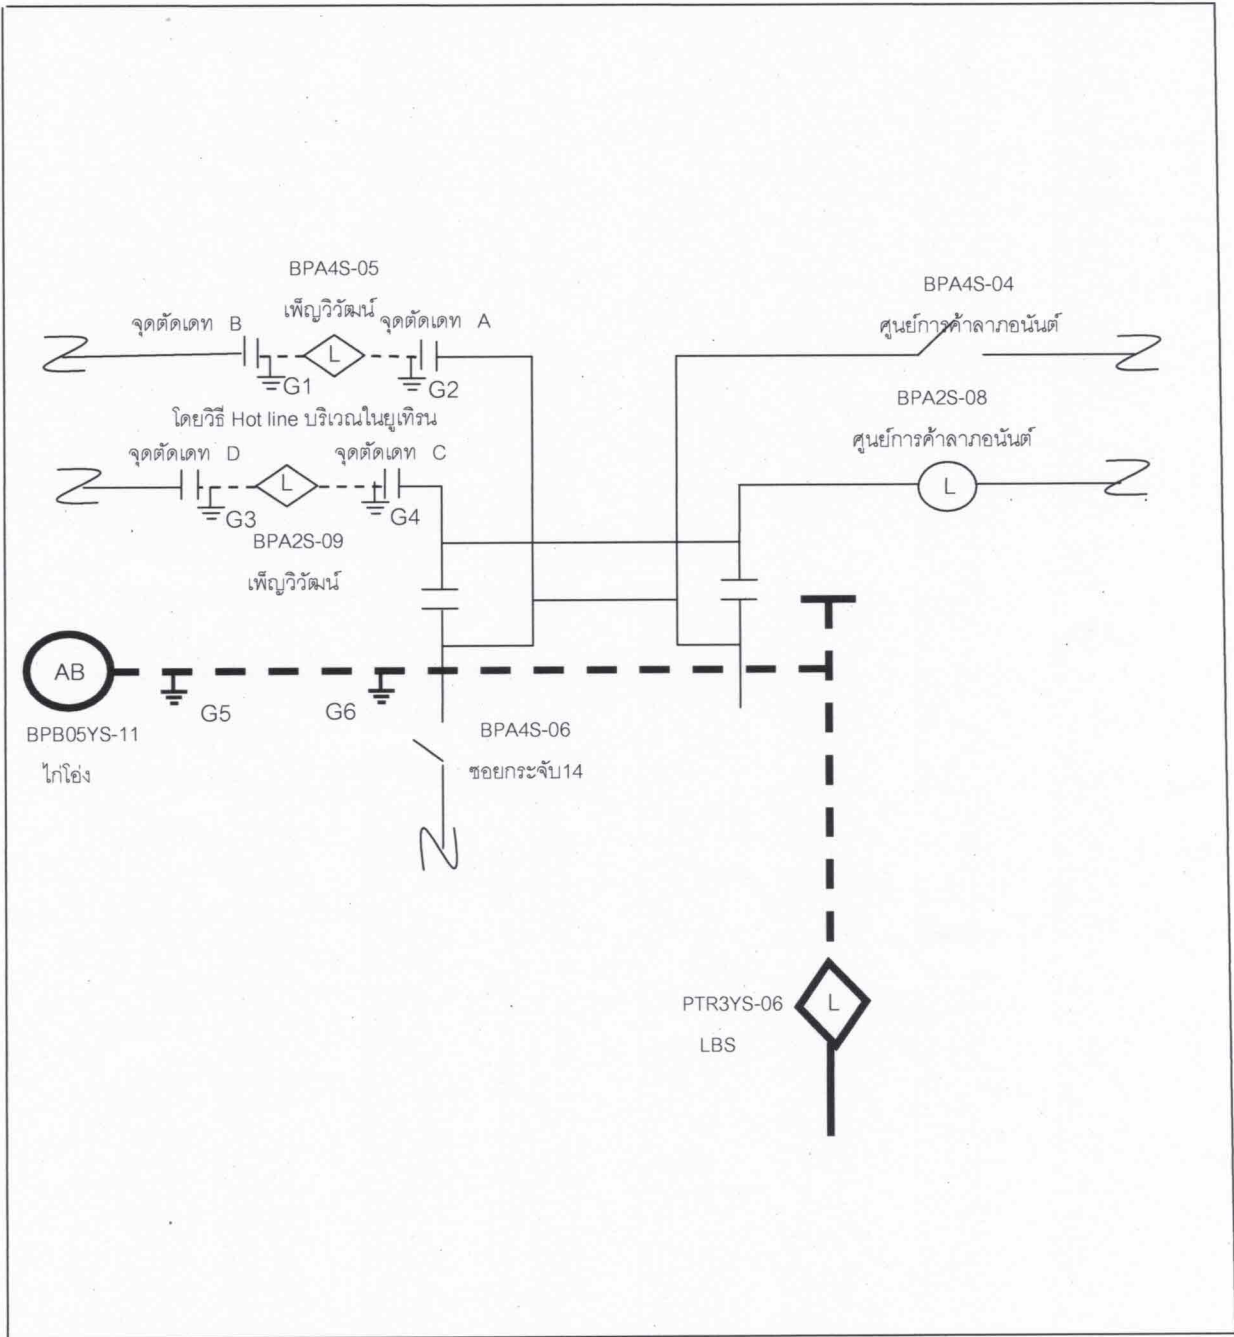 BPA4S-05
เพ็ญวิวัฒน์
จุดตัดเดท B
จุดตัดเดท A
L
G1
G2
โดยวิธี Hot line บริเวณในยูเทิรน
จุดตัดเดท D
จุดตัดเดท C
L
G3
G4
BPA2S-09
เพ็ญวิวัฒน์
BPA4S-04
ศูนย์การค้าลาภอนันต์
BPA2S-08
ศูนย์การค้าลาภอนันต์
L
AB
G5
G6
BPB05YS-11
ไก่โอ่ง
BPA4S-06
ซอยกระจับ14
PTR3YS-06
L
LBS